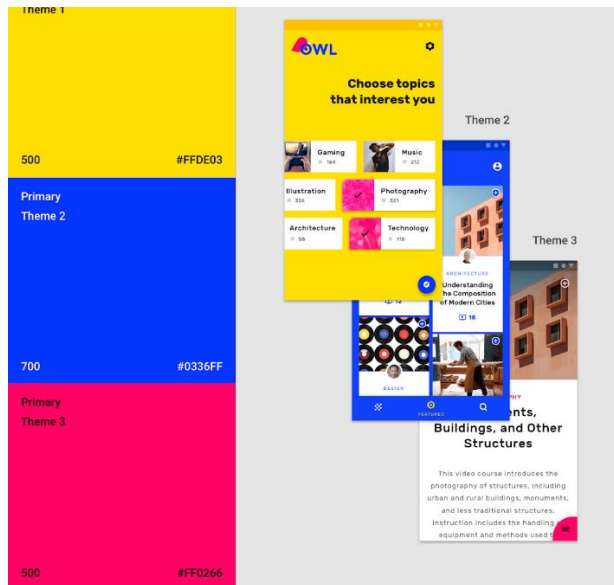 Theme 1
500 #FFDE03
Primary
Theme 2
700 #0336FF
Primary
Theme 3
500 #FF0266
OWL
Choose topics
that interest you
Gaming
164
Music
212
Illustration
326
Photography
321
Architecture
58
Technology
118
Theme 2
ARCHITECTURE
Understanding
The Composition
of Modern Cities
16
12
DESIGN
FEATURED
Theme 3
Buildings, and Other
Structures
This video course introduces the
photography of structures, including
urban and rural buildings, monuments,
and less traditional structures.
Instruction includes the handling
equipment and methods used